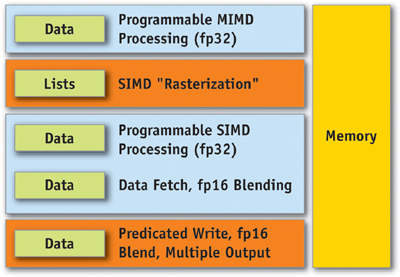 Data
Programmable MIMD
Processing (fp32)
Lists
SIMD "Rasterization"
Data
Programmable SIMD
Processing (fp32)
Data
Data Fetch, fp16 Blending
Data
Predicated Write, fp16
Blend, Multiple Output
Memory